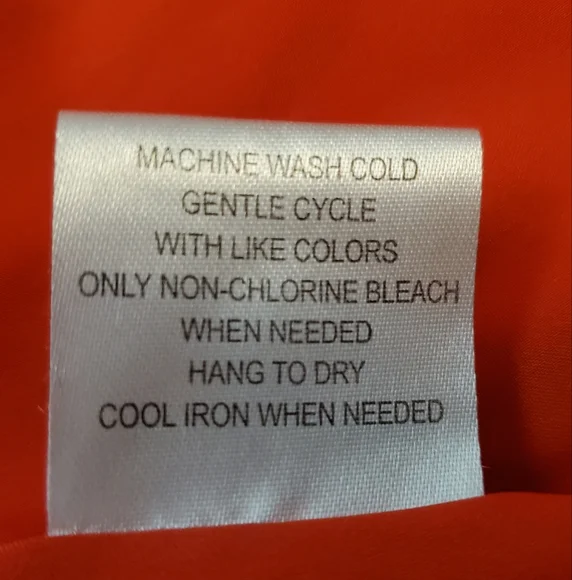 MACHINE WASH COLD
GENTLE CYCLE
WITH LIKE COLORS
ONLY NON-CHLORINE BLEACH
WHEN NEEDED
HANG TO DRY
COOL IRON WHEN NEEDED